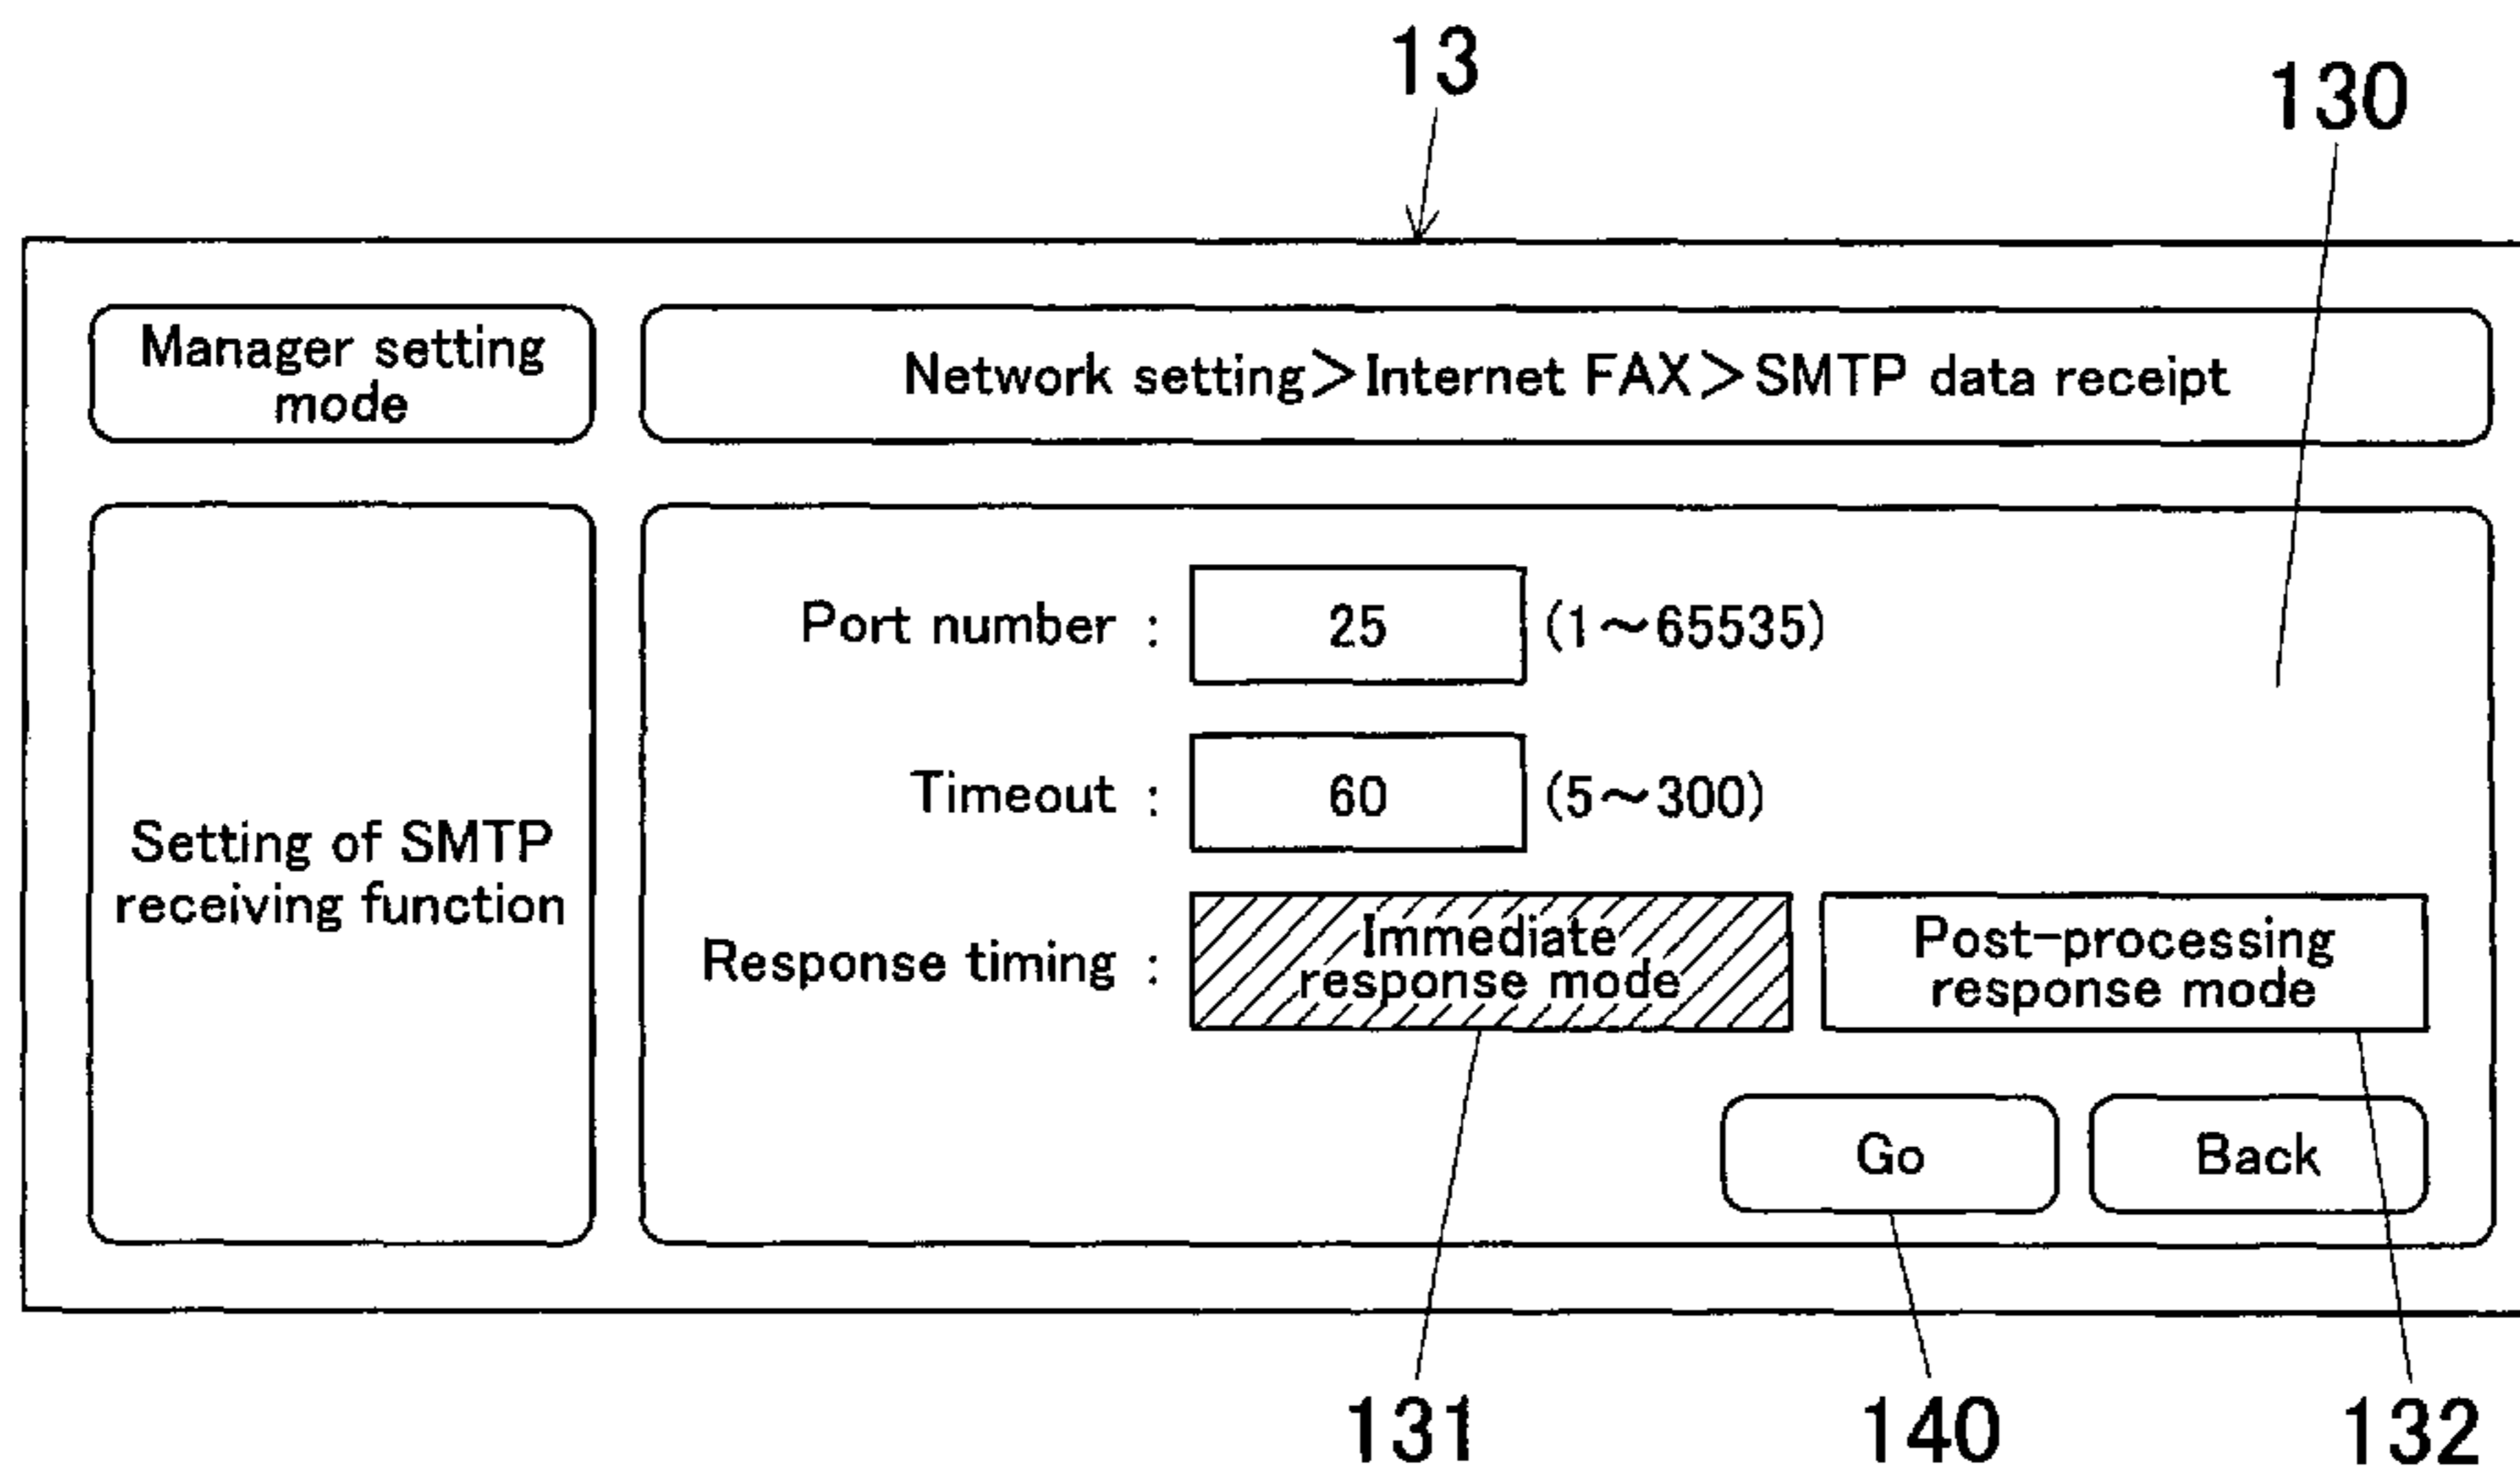 13
130
Manager setting
mode
Network setting＞Internet FAX＞SMTP data receipt
Setting of SMTP
receiving function
Port number : 25 (1～65535)
Timeout : 60 (5～300)
Response timing :
Immediate
response mode
Post-processing
response mode
Go
Back
131
140
132